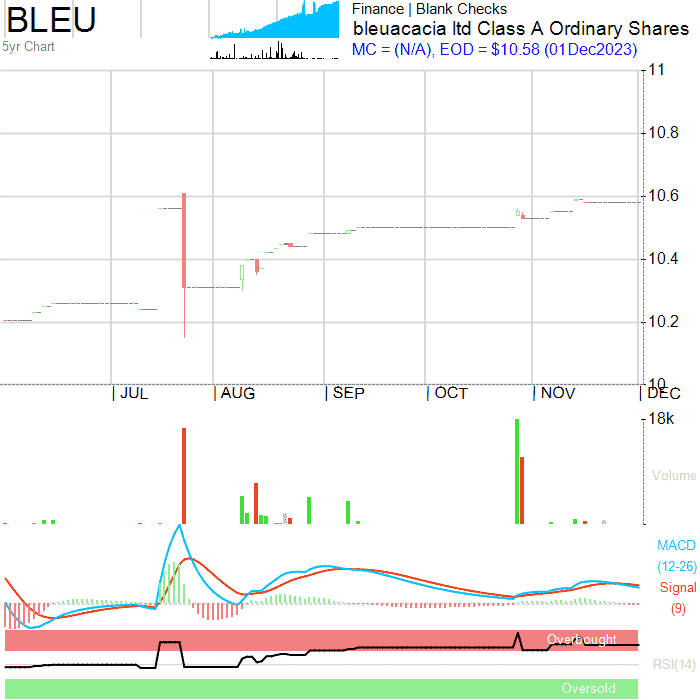 BLEU
5yr Chart
Finance | Blank Checks
bleuacacia ltd Class A Ordinary Shares
MC = (N/A), EOD = $10.58 (01Dec2023)
11
10.8
10.6
10.4
10.2
10
JUL AUG SEP OCT NOV DEC
18k
Volume
MACD
(12-26)
Signal
(9)
Overbought
RSI(14)
Oversold